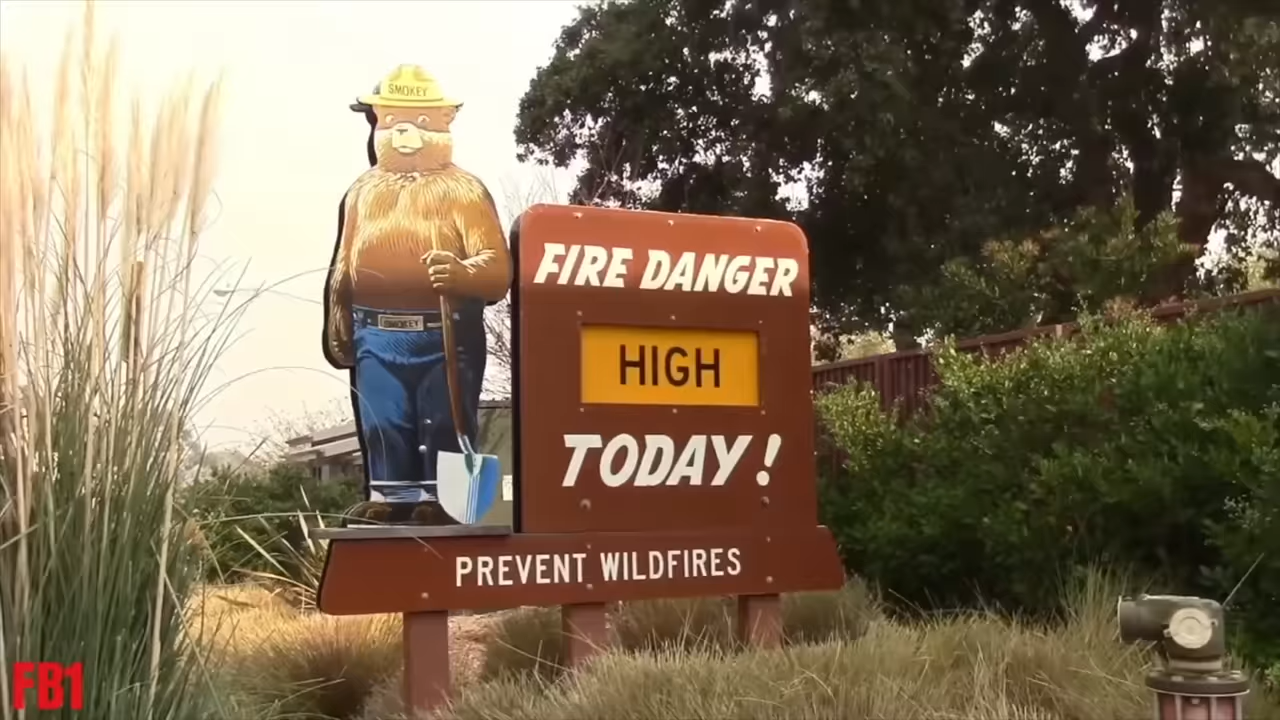 SMOKEY
SMOKEY
FIRE DANGER
HIGH
TODAY!
PREVENT WILDFIRES
FB1